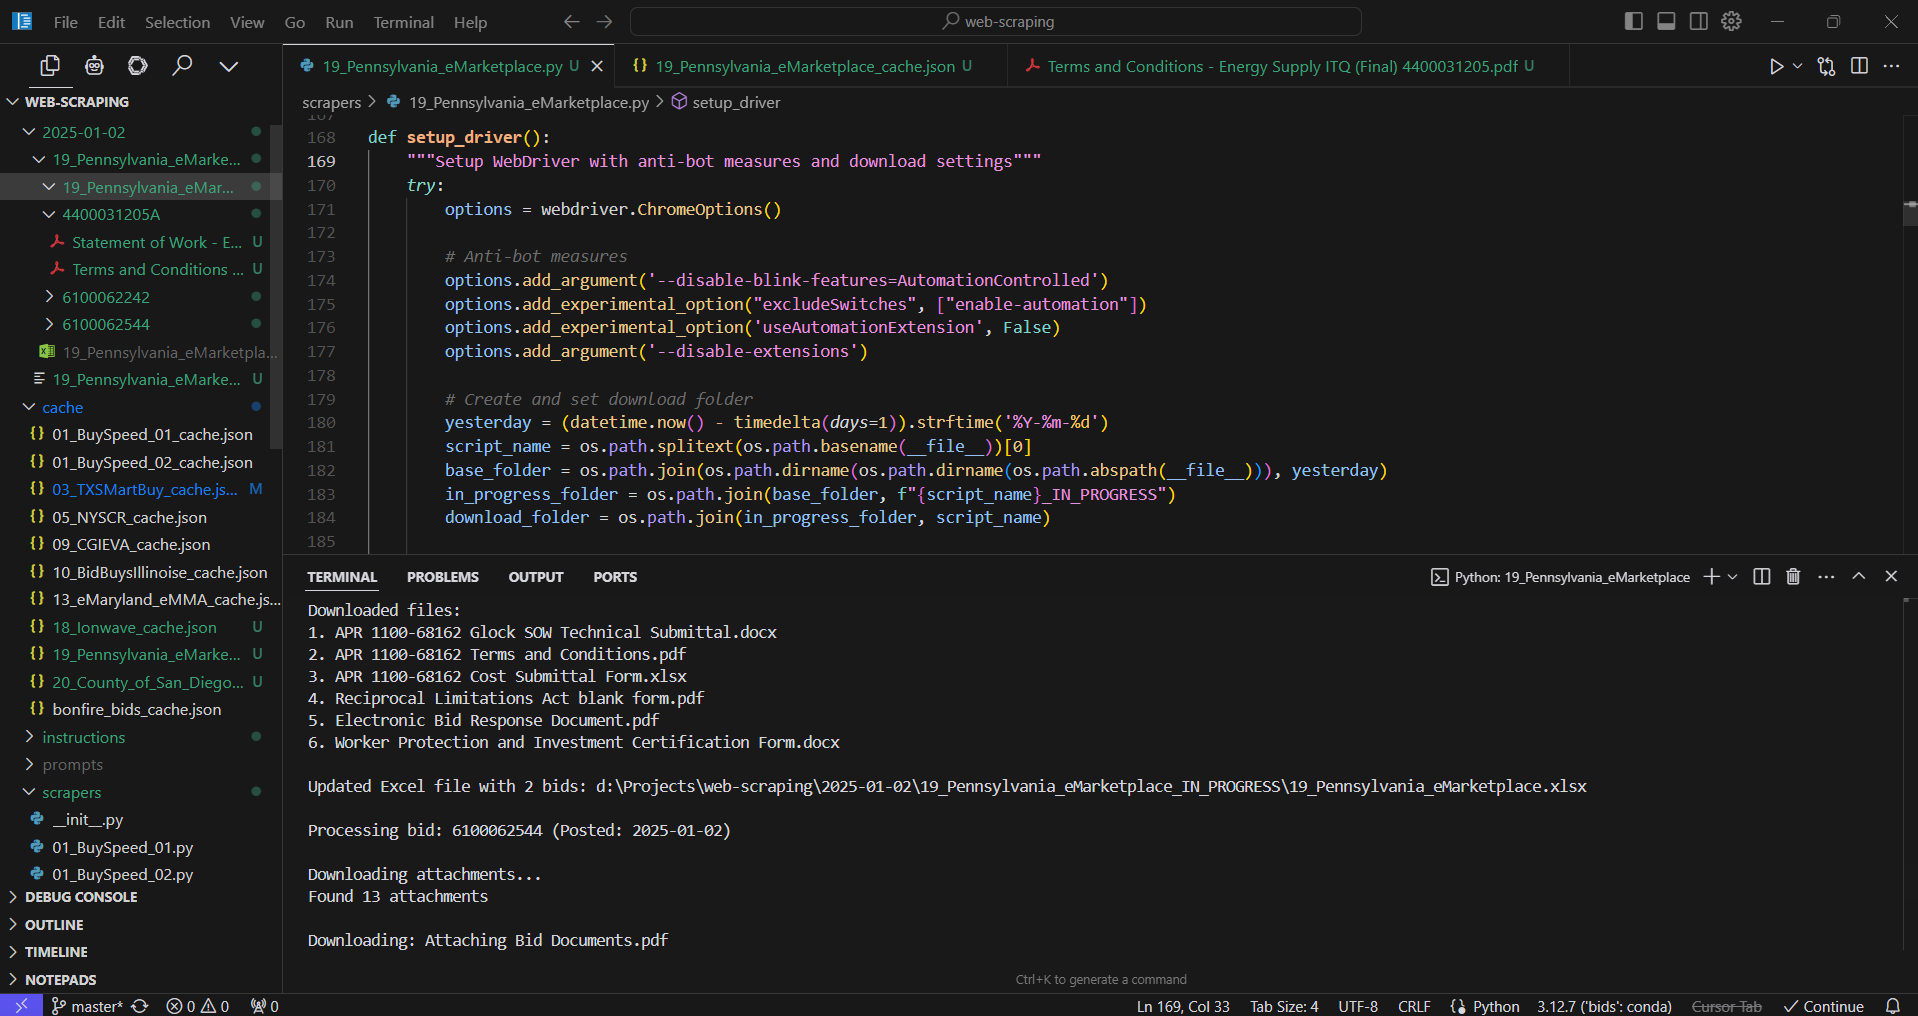 File Edit Selection View Go Run Terminal Help
web-scraping
WEB-SCRAPING
2025-01-02
19_Pennsylvania_eMarke...
19_Pennsylvania_eMar...
4400031205A
Statement of Work - E... U
Terms and Conditions ... U
6100062242
6100062544
19_Pennsylvania_eMarketpla...
19_Pennsylvania_eMarke... U
cache
01_BuySpeed_01_cache.json
01_BuySpeed_02_cache.json
03_TXSMartBuy_cache.js... M
05_NYSCR_cache.json
09_CGIEVA_cache.json
10_BidBuysIllinoise_cache.json
13_eMaryland_eMMA_cache.js...
18_Ionwave_cache.json U
19_Pennsylvania_eMarke... U
20_County_of_San_Diego... U
bonfire_bids_cache.json
instructions
prompts
scrapers
__init__.py
01_BuySpeed_01.py
01_BuySpeed_02.py
DEBUG CONSOLE
OUTLINE
TIMELINE
NOTEPADS
19_Pennsylvania_eMarketplace.py U
19_Pennsylvania_eMarketplace_cache.json U
Terms and Conditions - Energy Supply ITQ (Final) 4400031205.pdf U
scrapers > 19_Pennsylvania_eMarketplace.py > setup_driver
167
168 def setup_driver():
169 """Setup WebDriver with anti-bot measures and download settings"""
170 try:
171 options = webdriver.ChromeOptions()
172
173 # Anti-bot measures
174 options.add_argument('--disable-blink-features=AutomationControlled')
175 options.add_experimental_option("excludeSwitches", ["enable-automation"])
176 options.add_experimental_option('useAutomationExtension', False)
177 options.add_argument('--disable-extensions')
178
179 # Create and set download folder
180 yesterday = (datetime.now() - timedelta(days=1)).strftime('%Y-%m-%d')
181 script_name = os.path.splitext(os.path.basename(__file__))[0]
182 base_folder = os.path.join(os.path.dirname(os.path.dirname(os.path.abspath(__file__))), yesterday)
183 in_progress_folder = os.path.join(base_folder, f"{script_name}_IN_PROGRESS")
184 download_folder = os.path.join(in_progress_folder, script_name)
185
TERMINAL PROBLEMS OUTPUT PORTS
Python: 19_Pennsylvania_eMarketplace
Downloaded files:
1. APR 1100-68162 Glock SOW Technical Submittal.docx
2. APR 1100-68162 Terms and Conditions.pdf
3. APR 1100-68162 Cost Submittal Form.xlsx
4. Reciprocal Limitations Act blank form.pdf
5. Electronic Bid Response Document.pdf
6. Worker Protection and Investment Certification Form.docx
Updated Excel file with 2 bids: d:\Projects\web-scraping\2025-01-02\19_Pennsylvania_eMarketplace_IN_PROGRESS\19_Pennsylvania_eMarketplace.xlsx
Processing bid: 6100062544 (Posted: 2025-01-02)
Downloading attachments...
Found 13 attachments
Downloading: Attaching Bid Documents.pdf
Ctrl+K to generate a command
master* 0 0 0
Ln 169, Col 33 Tab Size: 4 UTF-8 CRLF Python 3.12.7 ('bids': conda) Cursor Tab Continue